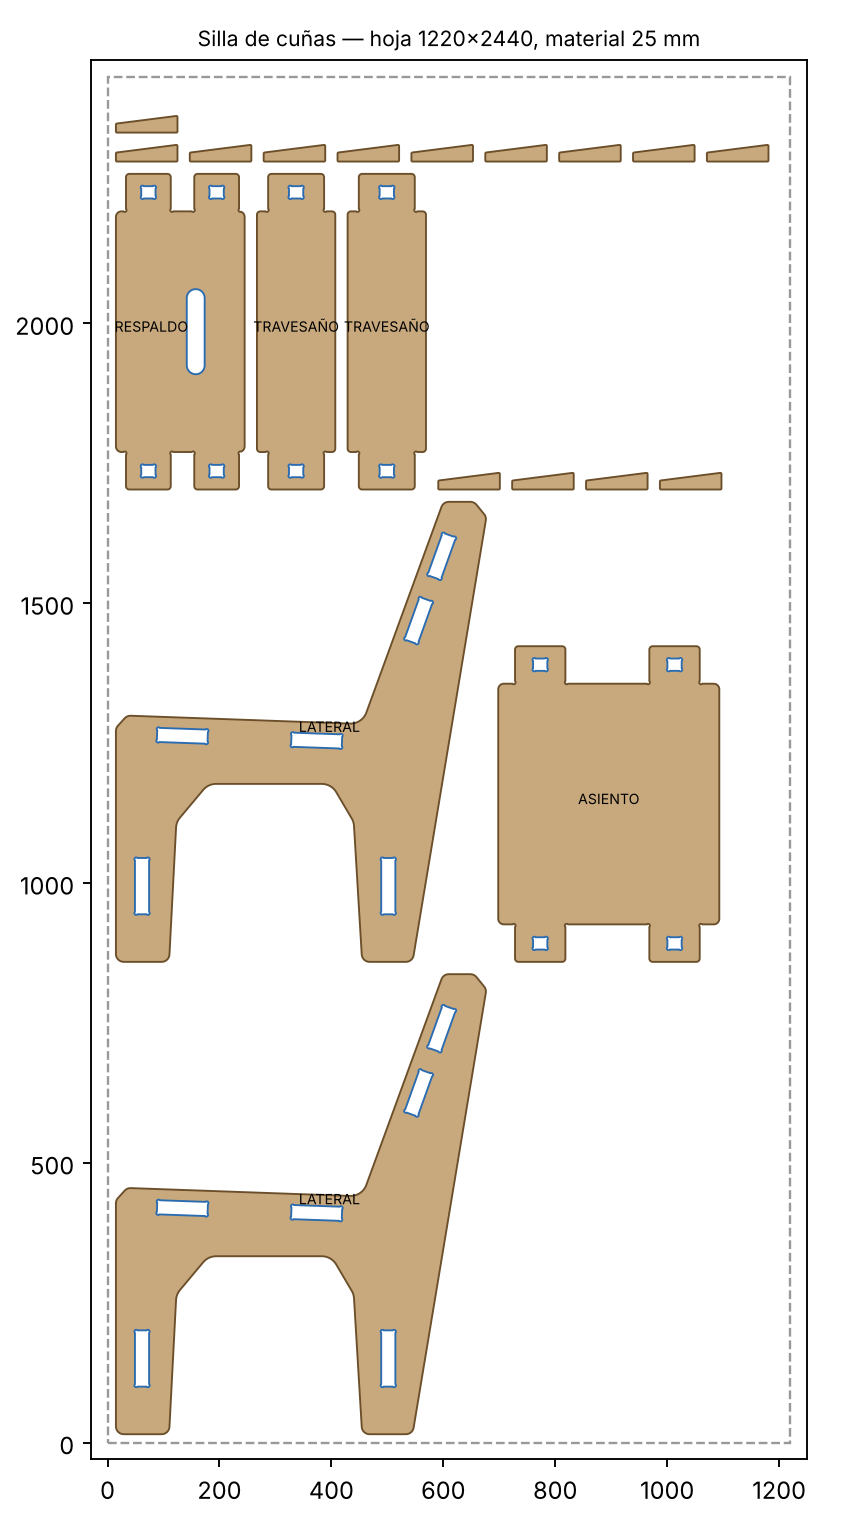 Silla de cuñas — hoja 1220×2440, material 25 mm
2000
RESPALDO
TRAVESAÑO
TRAVESAÑO
1500
LATERAL
ASIENTO
1000
500
LATERAL
0
0
200
400
600
800
1000
1200